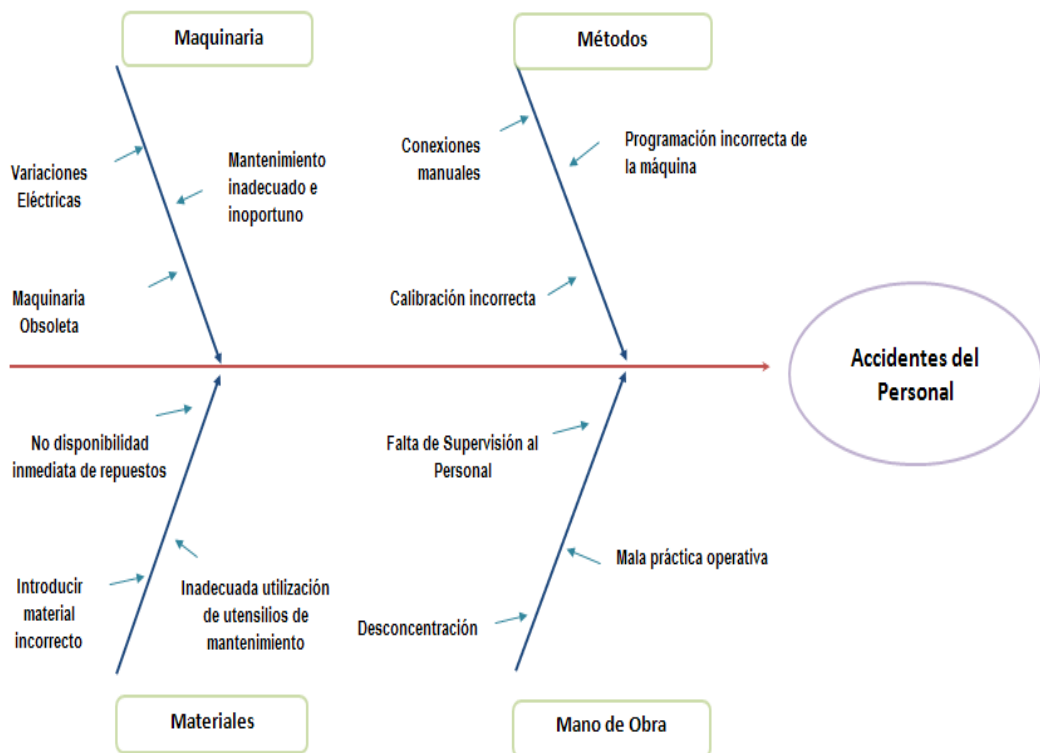 Maquinaria
Métodos
Variaciones
Eléctricas
Mantenimiento
inadecuado e
inoportuno
Maquinaria
Obsoleta
Conexiones
manuales
Programación incorrecta de
la máquina
Calibración incorrecta
Accidentes del
Personal
No disponibilidad
inmediata de repuestos
Introducir
material
incorrecto
Inadecuada utilización
de utensilios de
mantenimiento
Falta de Supervisión al
Personal
Mala práctica operativa
Desconcentración
Materiales
Mano de Obra